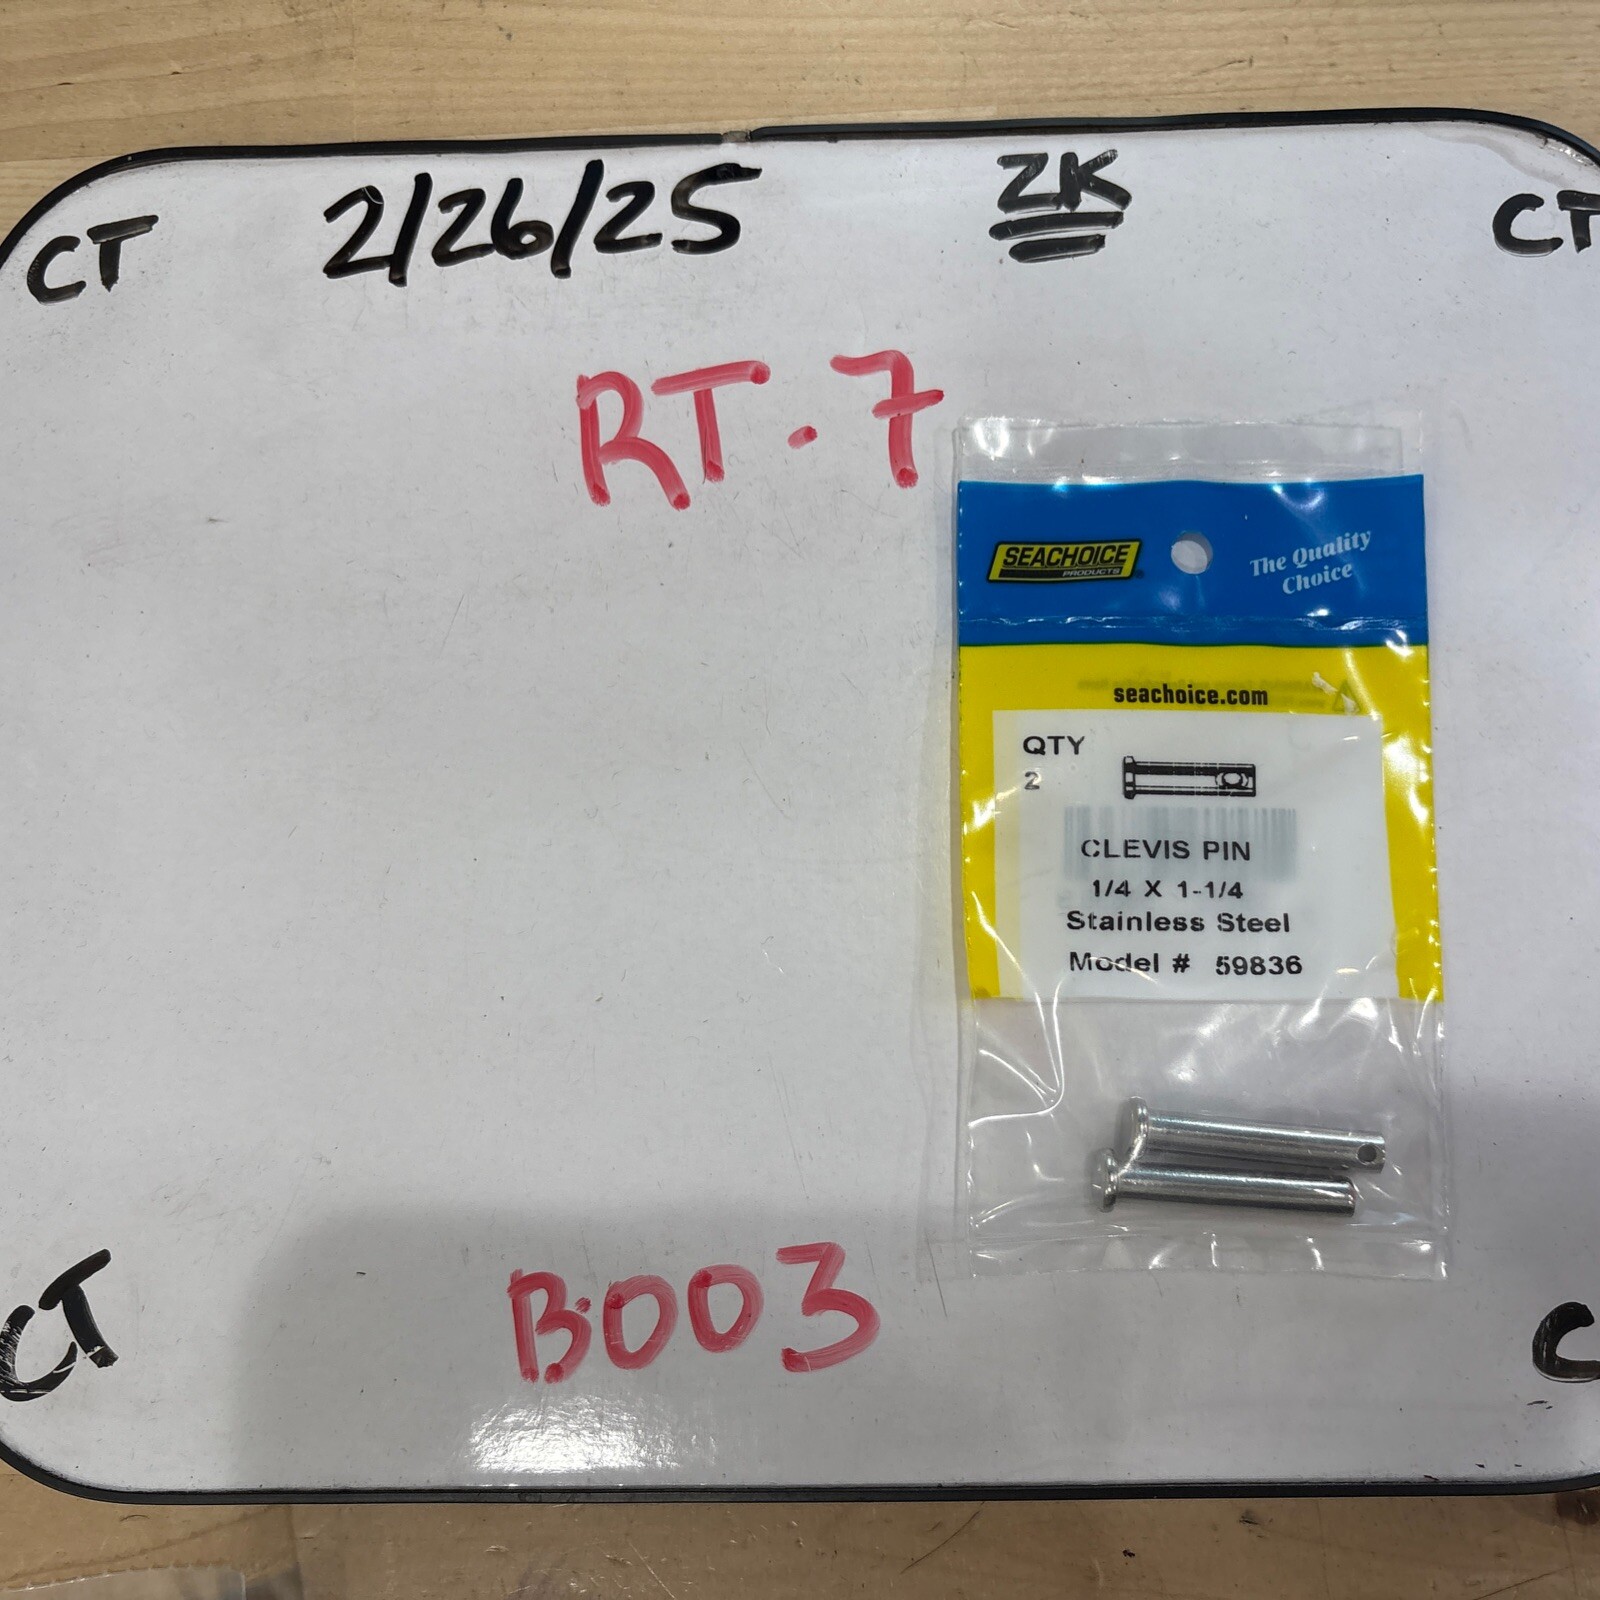 CT
2/26/25
ZK
CT
RT-7
SEACHOICE
PRODUCTS
The Quality
Choice
seachoice.com
QTY
2
CLEVIS PIN
1/4 X 1-1/4
Stainless Steel
Model # 59836
B003
CT
C